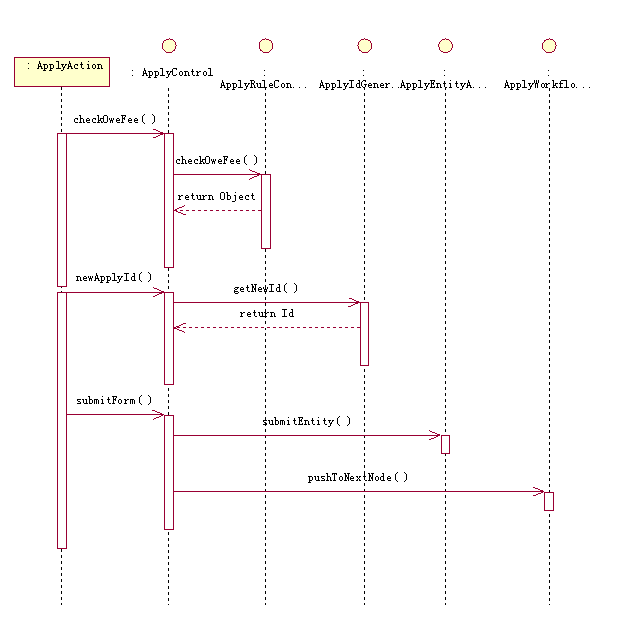 : ApplyAction
: ApplyControl
:
ApplyRuleCon...
:
ApplyIdGener...
:
ApplyEntityA...
:
ApplyWorkflo...
checkOweFee( )
checkOweFee( )
return Object
newApplyId( )
getNewId( )
return Id
submitForm( )
submitEntity( )
pushToNextNode( )